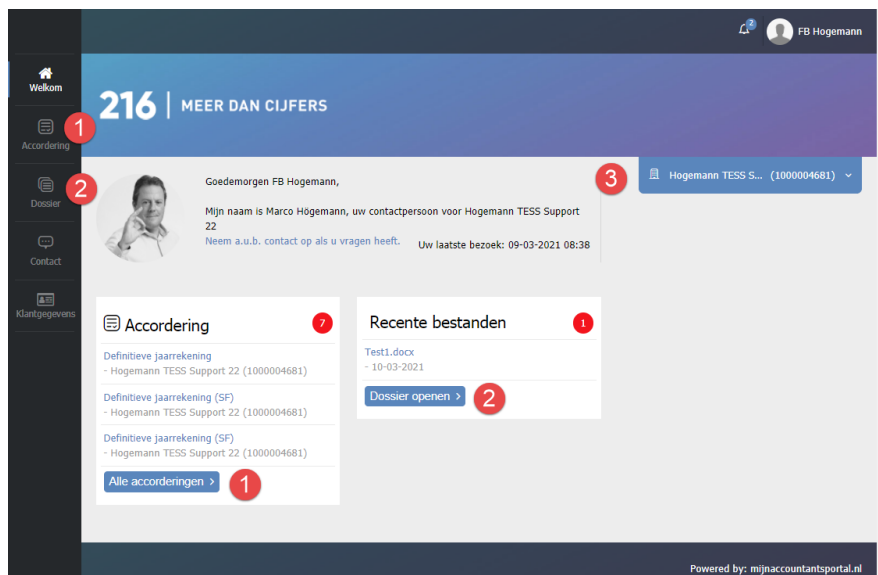 2
FB Hogemann
Welkom
Accordering
1
Dossier
2
Contact
Klantgegevens
216 | MEER DAN CIJFERS
3
Hogemann TESS S... (1000004681)
Goedemorgen FB Hogemann,
Mijn naam is Marco Högemann, uw contactpersoon voor Hogemann TESS Support
22
Neem a.u.b. contact op als u vragen heeft.
Uw laatste bezoek: 09-03-2021 08:38
Accordering
7
Definitieve jaarrekening
- Hogemann TESS Support 22 (1000004681)
Definitieve jaarrekening (SF)
- Hogemann TESS Support 22 (1000004681)
Definitieve jaarrekening (SF)
- Hogemann TESS Support 22 (1000004681)
Alle accorderingen >
1
Recente bestanden
1
Test1.docx
- 10-03-2021
Dossier openen >
2
Powered by: mijnaccountantsportal.nl